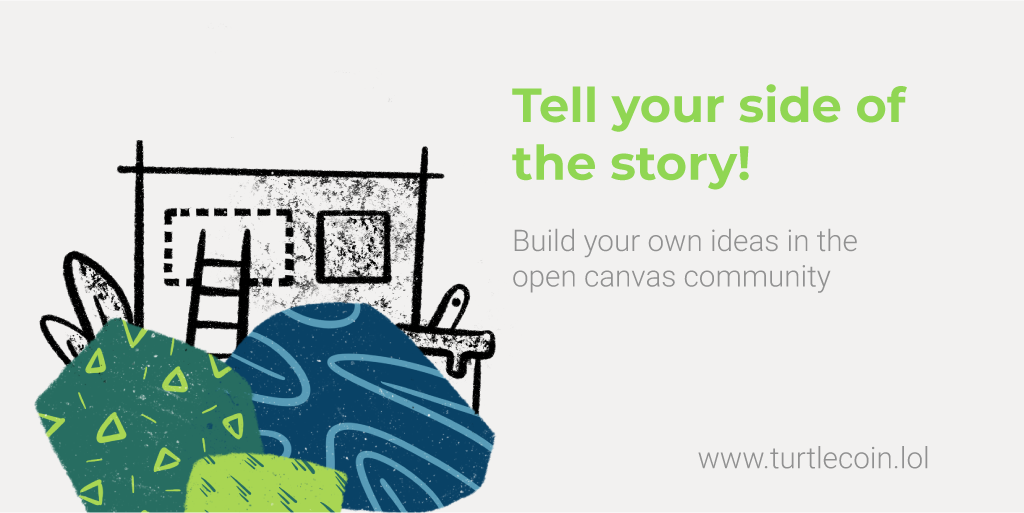 Tell your side of
the story!
Build your own ideas in the
open canvas community
www.turtlecoin.lol